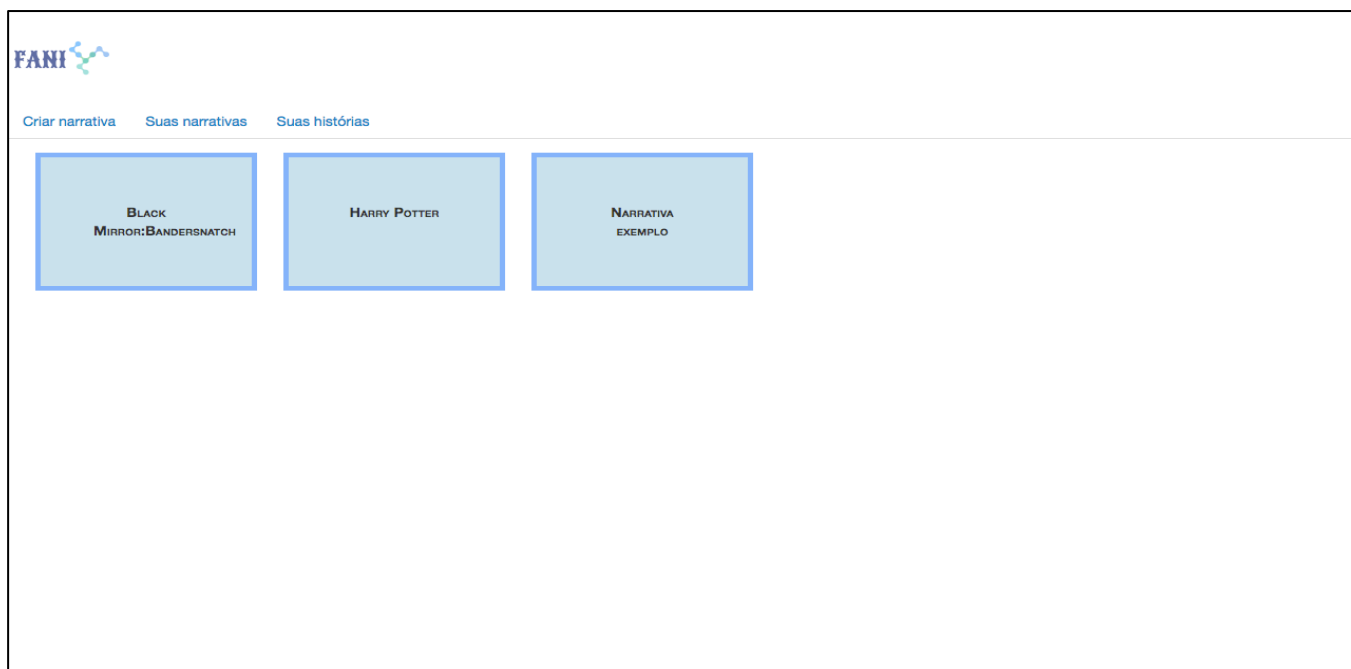 FANI
Criar narrativa Suas narrativas Suas histórias
Black
Mirror:Bandersnatch
Harry Potter
Narrativa
exemplo